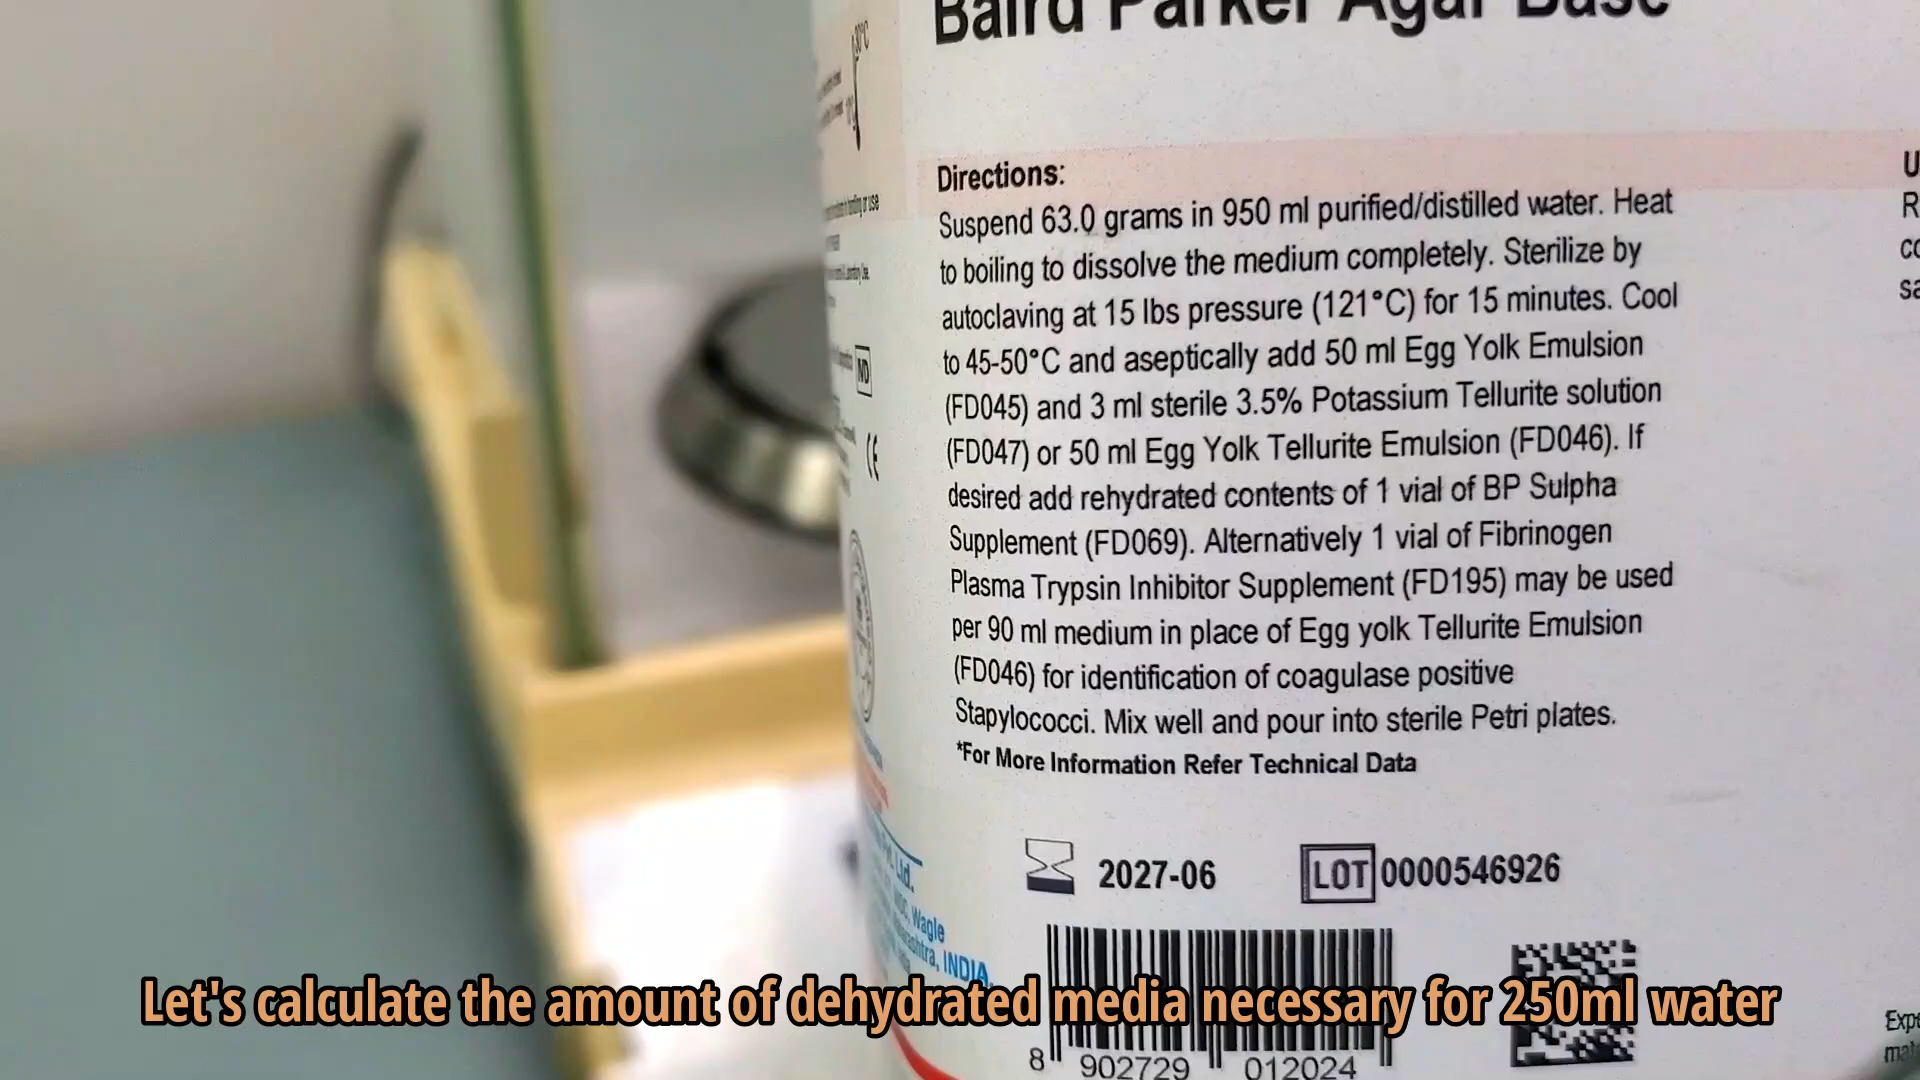 Baird Parker Agar Base
30°C
Directions:
Suspend 63.0 grams in 950 ml purified/distilled water. Heat
to boiling to dissolve the medium completely. Sterilize by
autoclaving at 15 lbs pressure (121°C) for 15 minutes. Cool
to 45-50°C and aseptically add 50 ml Egg Yolk Emulsion
(FD045) and 3 ml sterile 3.5% Potassium Tellurite solution
(FD047) or 50 ml Egg Yolk Tellurite Emulsion (FD046). If
desired add rehydrated contents of 1 vial of BP Sulpha
Supplement (FD069). Alternatively 1 vial of Fibrinogen
Plasma Trypsin Inhibitor Supplement (FD195) may be used
per 90 ml medium in place of Egg yolk Tellurite Emulsion
(FD046) for identification of coagulase positive
Stapylococci. Mix well and pour into sterile Petri plates.
*For More Information Refer Technical Data
2027-06
LOT 0000546926
IVD
CE
Ltd.
Wagle
INDIA
Let's calculate the amount of dehydrated media necessary for 250ml water
8 902729 012024